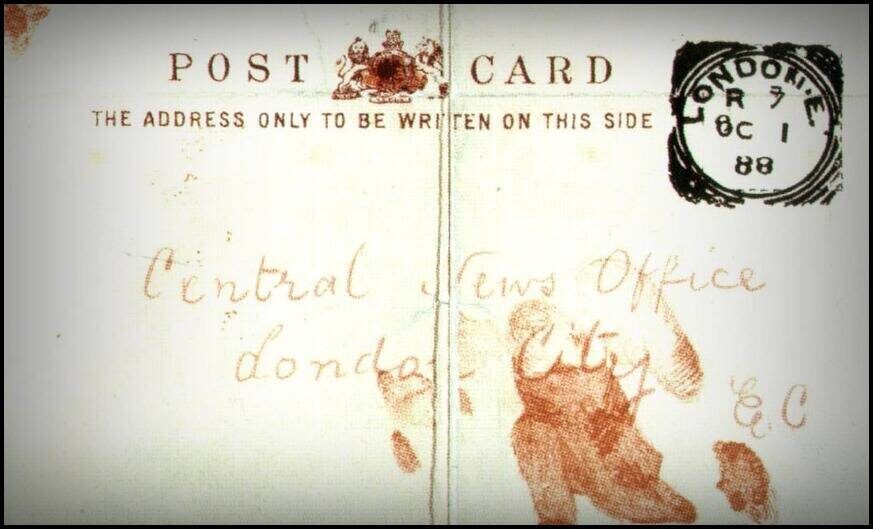 POST CARD
THE ADDRESS ONLY TO BE WRITTEN ON THIS SIDE
LONDON.E.
R 7
OC 1
88
Central News Office
London City
E.C